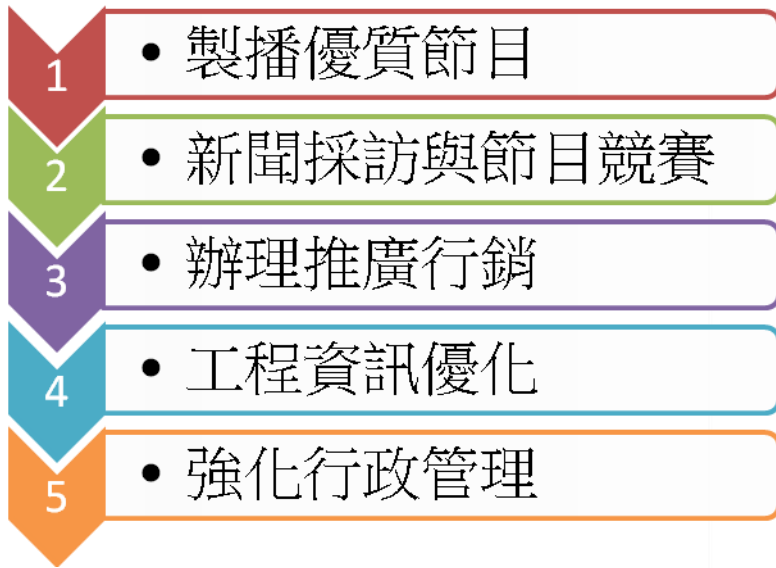 1
• 製播優質節目
2
• 新聞採訪與節目競賽
3
• 辦理推廣行銷
4
• 工程資訊優化
5
• 強化行政管理